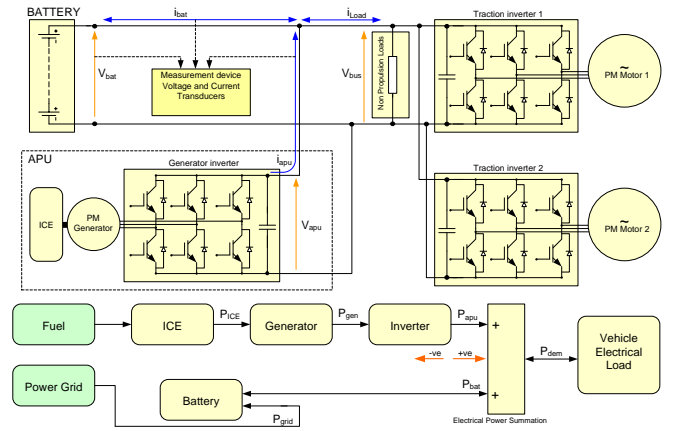 BATTERY
i_bat
i_Load
Traction inverter 1
V_bat
Measurement device
Voltage and Current
Transducers
V_bus
Non Propulsion Loads
~
PM Motor 1
APU
Generator inverter
i_apu
ICE
PM
Generator
V_apu
Traction inverter 2
~
PM Motor 2
Fuel
ICE
P_ICE
Generator
P_gen
Inverter
P_apu
+
-ve
+ve
P_dem
Vehicle
Electrical
Load
Power Grid
Battery
P_grid
P_bat
+
Electrical Power Summation